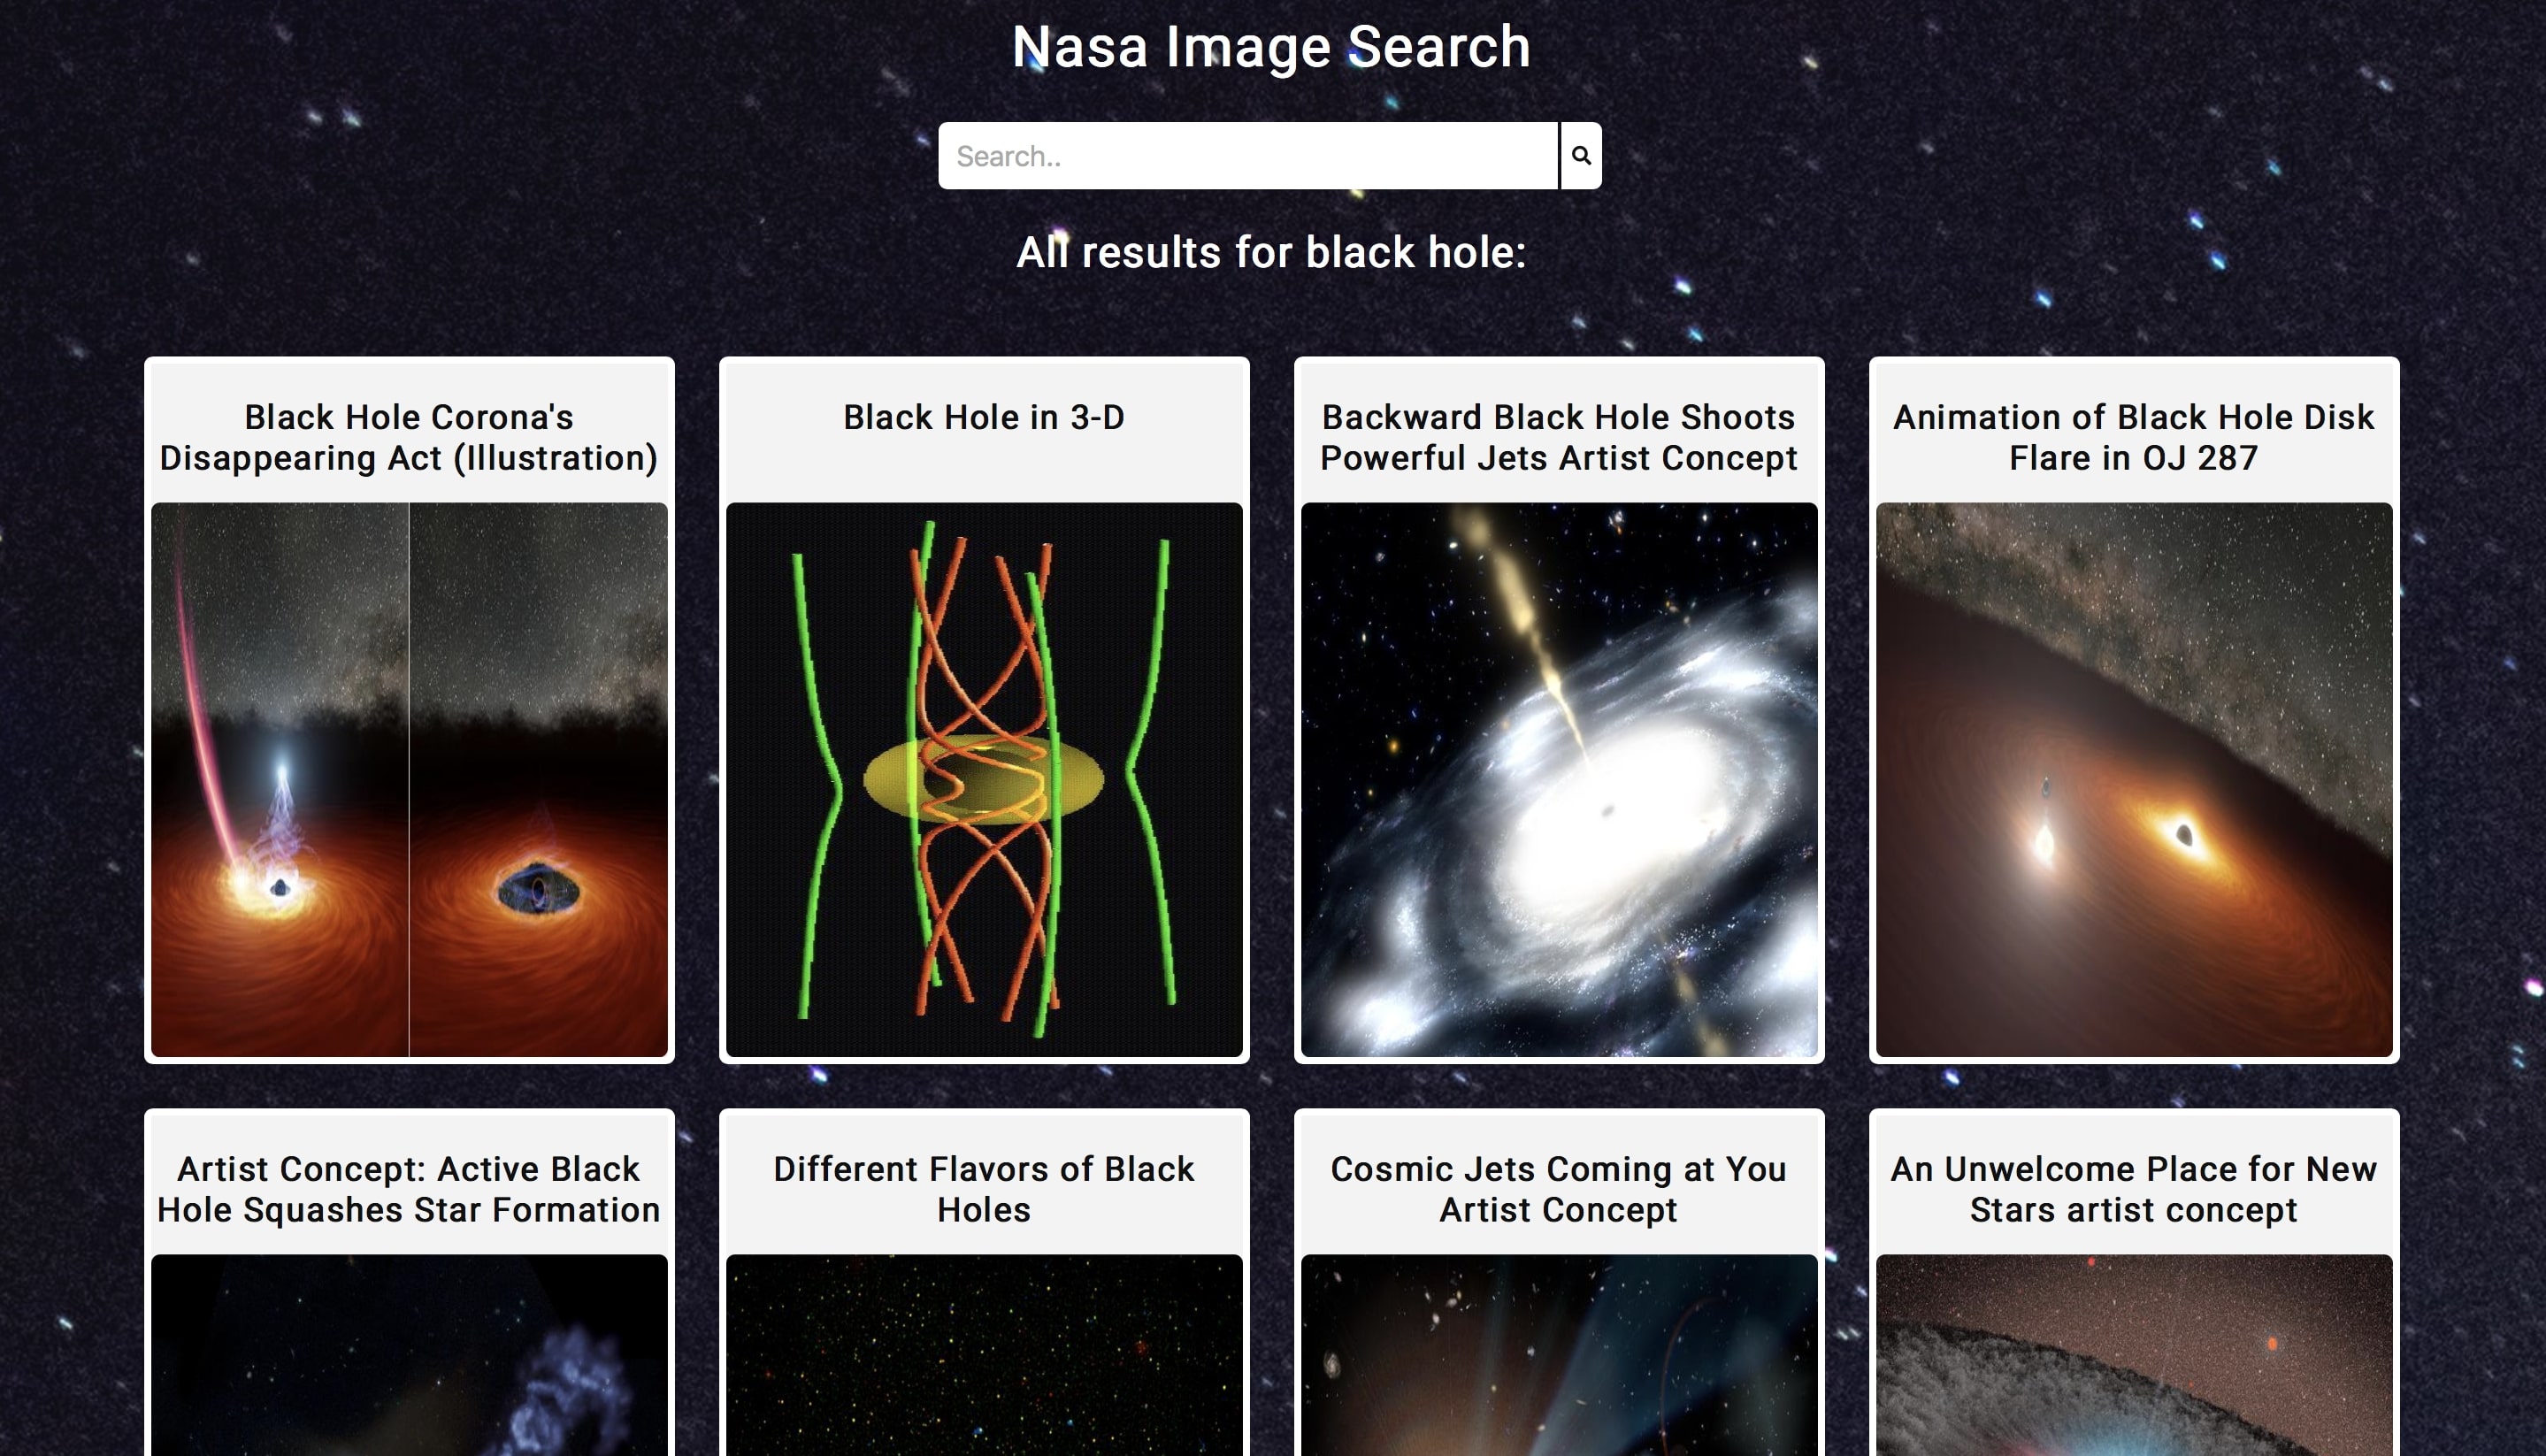 Nasa Image Search
Search..
All results for black hole:
Black Hole Corona's
Disappearing Act (Illustration)
Black Hole in 3-D
Backward Black Hole Shoots
Powerful Jets Artist Concept
Animation of Black Hole Disk
Flare in OJ 287
Artist Concept: Active Black
Hole Squashes Star Formation
Different Flavors of Black
Holes
Cosmic Jets Coming at You
Artist Concept
An Unwelcome Place for New
Stars artist concept